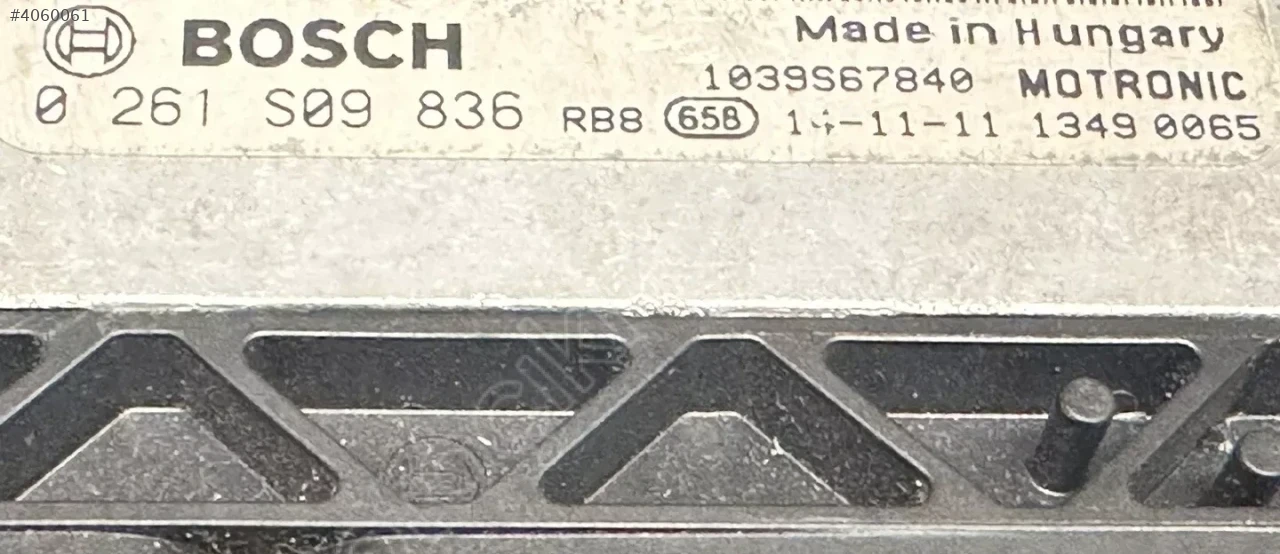 #4060061
BOSCH
Made in Hungary
1039S67840 MOTRONIC
0 261 S09 836 RB8 658 14-11-11 1349 0065